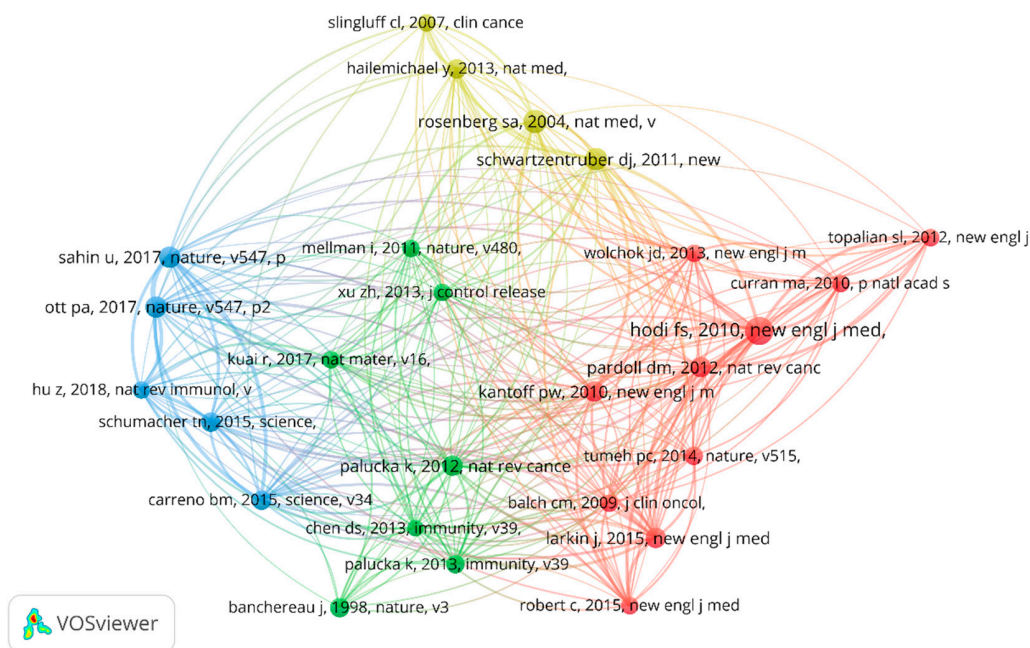 slingluff cl, 2007, clin cance
hailemichael y, 2013, nat med,
rosenberg sa, 2004, nat med, v
schwartzentruber dj, 2011, new
topalian sl, 2012, new engl j
mellman i, 2011, nature, v480,
wolchok jd, 2013, new engl j m
sahin u, 2017, nature, v547, p
curran ma, 2010, p natl acad s
xu zh, 2013, j control release
ott pa, 2017, nature, v547, p2
hodi fs, 2010, new engl j med,
kuai r, 2017, nat mater, v16,
pardoll dm, 2012, nat rev canc
hu z, 2018, nat rev immunol, v
kantoff pw, 2010, new engl j m
schumacher tn, 2015, science,
tumeh pc, 2014, nature, v515,
palucka k, 2012, nat rev cance
carreno bm, 2015, science, v34
balch cm, 2009, j clin oncol,
chen ds, 2013, immunity, v39,
larkin j, 2015, new engl j med
palucka k, 2013, immunity, v39
banchereau j, 1998, nature, v3
robert c, 2015, new engl j med
VOSviewer